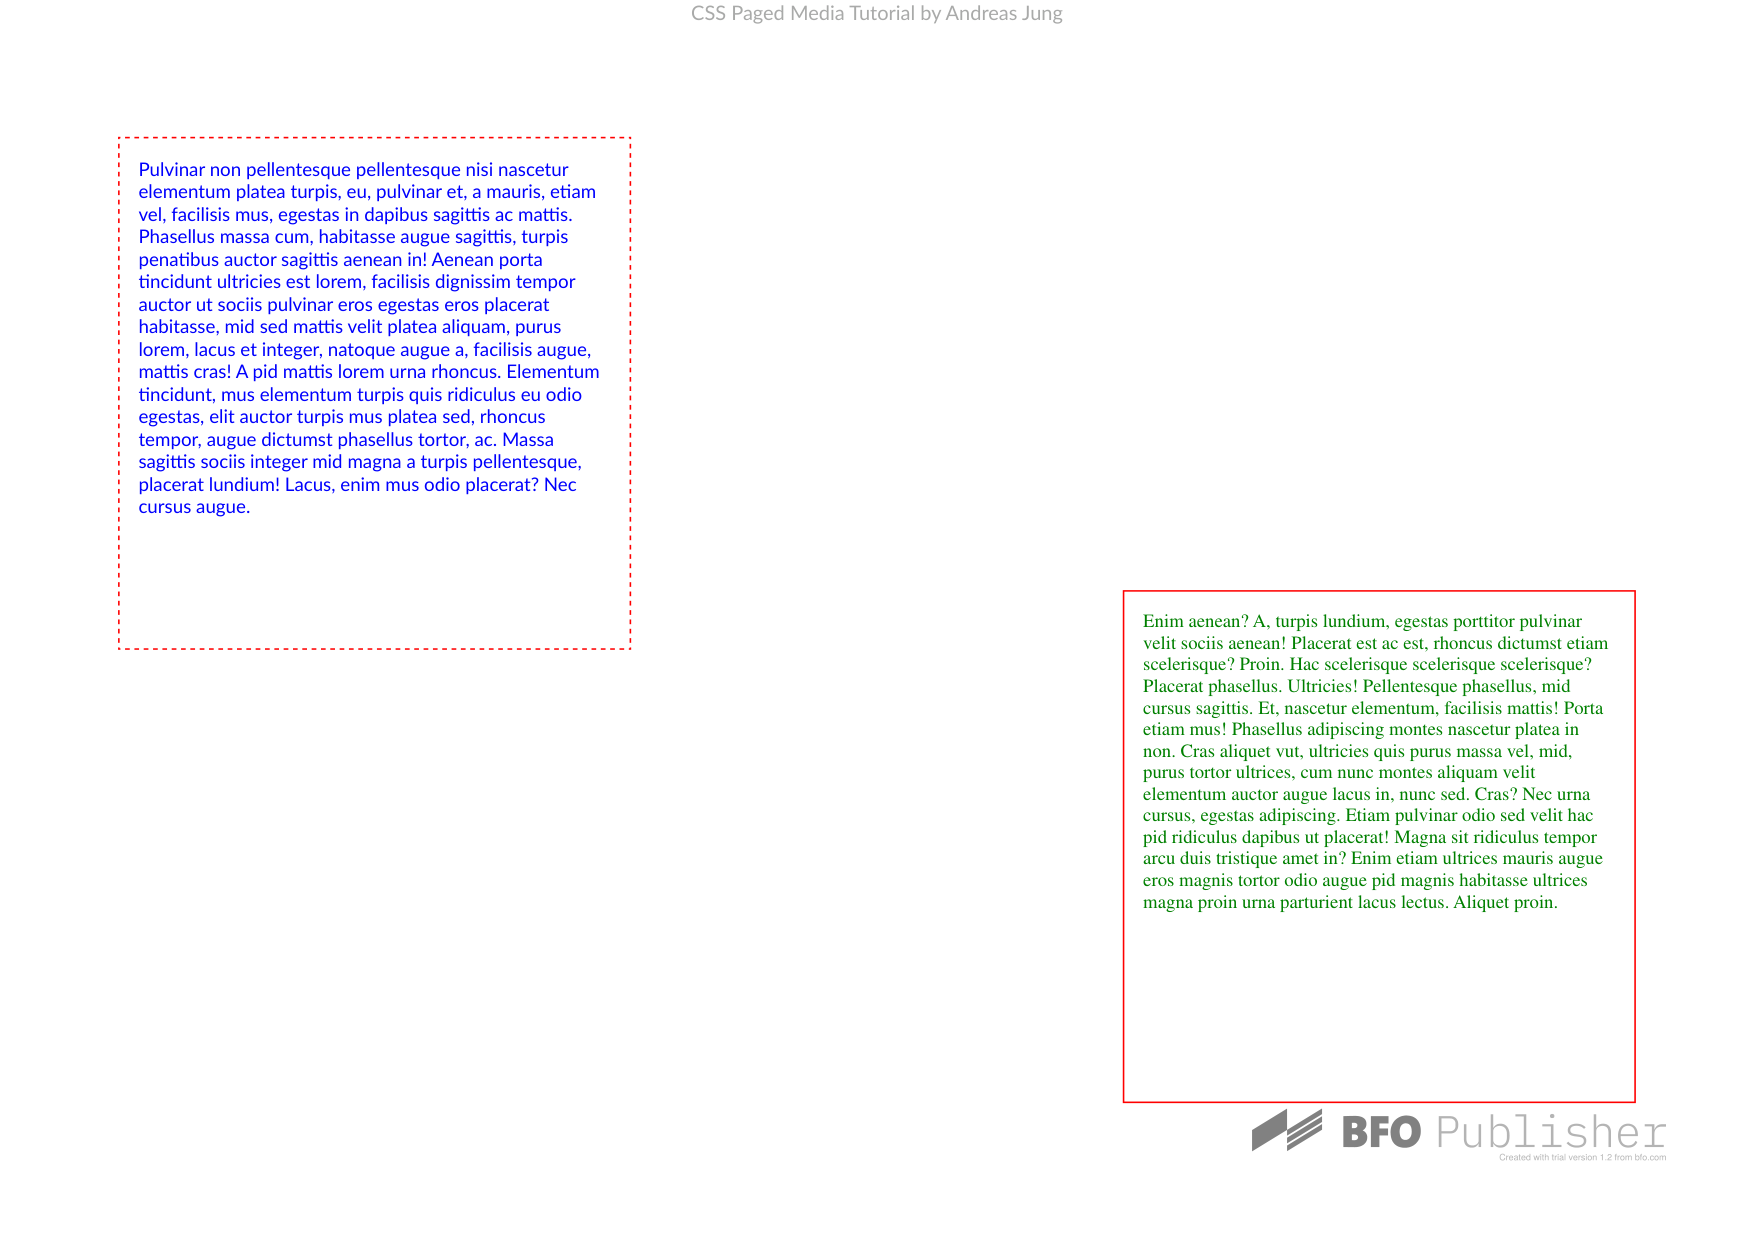 CSS Paged Media Tutorial by Andreas Jung
Pulvinar non pellentesque pellentesque nisi nascetur
elementum platea turpis, eu, pulvinar et, a mauris, etiam
vel, facilisis mus, egestas in dapibus sagittis ac mattis.
Phasellus massa cum, habitasse augue sagittis, turpis
penatibus auctor sagittis aenean in! Aenean porta
tincidunt ultricies est lorem, facilisis dignissim tempor
auctor ut sociis pulvinar eros egestas eros placerat
habitasse, mid sed mattis velit platea aliquam, purus
lorem, lacus et integer, natoque augue a, facilisis augue,
mattis cras! A pid mattis lorem urna rhoncus. Elementum
tincidunt, mus elementum turpis quis ridiculus eu odio
egestas, elit auctor turpis mus platea sed, rhoncus
tempor, augue dictumst phasellus tortor, ac. Massa
sagittis sociis integer mid magna a turpis pellentesque,
placerat lundium! Lacus, enim mus odio placerat? Nec
cursus augue.
Enim aenean? A, turpis lundium, egestas porttitor pulvinar
velit sociis aenean! Placerat est ac est, rhoncus dictumst etiam
scelerisque? Proin. Hac scelerisque scelerisque scelerisque?
Placerat phasellus. Ultricies! Pellentesque phasellus, mid
cursus sagittis. Et, nascetur elementum, facilisis mattis! Porta
etiam mus! Phasellus adipiscing montes nascetur platea in
non. Cras aliquet vut, ultricies quis purus massa vel, mid,
purus tortor ultrices, cum nunc montes aliquam velit
elementum auctor augue lacus in, nunc sed. Cras? Nec urna
cursus, egestas adipiscing. Etiam pulvinar odio sed velit hac
pid ridiculus dapibus ut placerat! Magna sit ridiculus tempor
arcu duis tristique amet in? Enim etiam ultrices mauris augue
eros magnis tortor odio augue pid magnis habitasse ultrices
magna proin urna parturient lacus lectus. Aliquet proin.
BFO Publisher
Created with trial version 1.2 from bfo.com